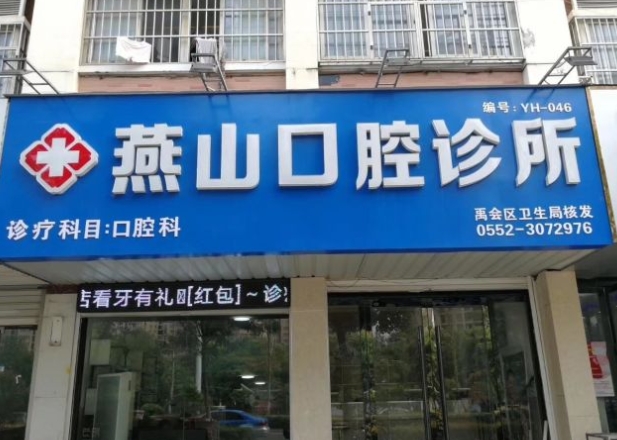 编号:YH-046
燕山口腔诊所
诊疗科目:口腔科
禹会区卫生局核发
0552-3072976
店看牙有礼[红包]~诊